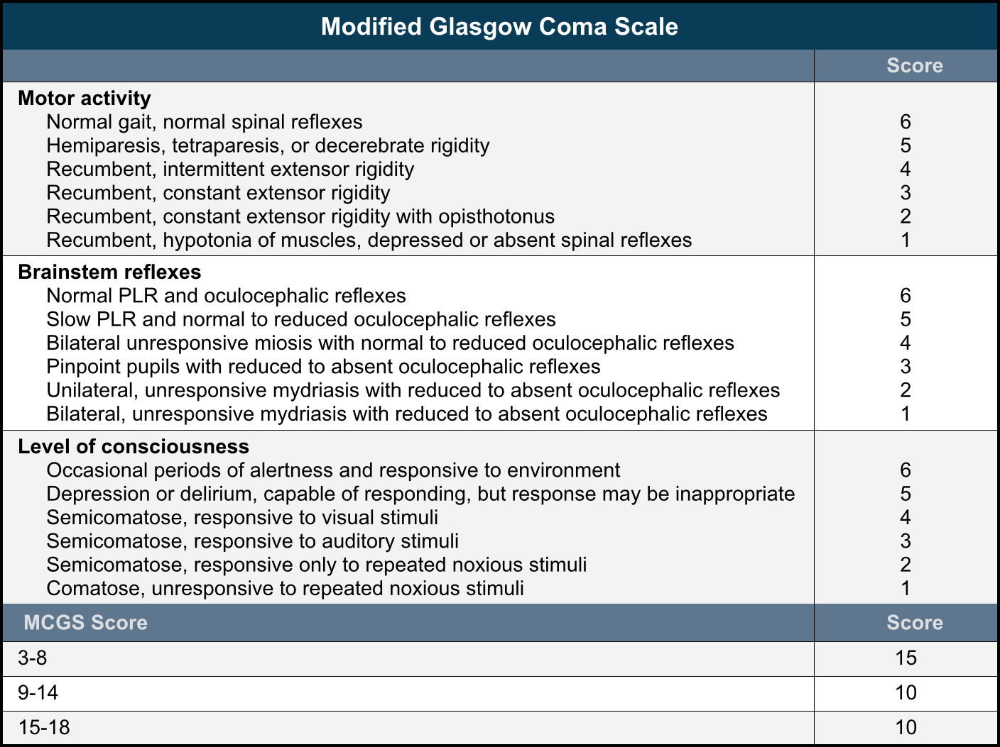 Modified Glasgow Coma Scale
Score
Motor activity
Normal gait, normal spinal reflexes 6
Hemiparesis, tetraparesis, or decerebrate rigidity 5
Recumbent, intermittent extensor rigidity 4
Recumbent, constant extensor rigidity 3
Recumbent, constant extensor rigidity with opisthotonus 2
Recumbent, hypotonia of muscles, depressed or absent spinal reflexes 1
Brainstem reflexes
Normal PLR and oculocephalic reflexes 6
Slow PLR and normal to reduced oculocephalic reflexes 5
Bilateral unresponsive miosis with normal to reduced oculocephalic reflexes 4
Pinpoint pupils with reduced to absent oculocephalic reflexes 3
Unilateral, unresponsive mydriasis with reduced to absent oculocephalic reflexes 2
Bilateral, unresponsive mydriasis with reduced to absent oculocephalic reflexes 1
Level of consciousness
Occasional periods of alertness and responsive to environment 6
Depression or delirium, capable of responding, but response may be inappropriate 5
Semicomatose, responsive to visual stimuli 4
Semicomatose, responsive to auditory stimuli 3
Semicomatose, responsive only to repeated noxious stimuli 2
Comatose, unresponsive to repeated noxious stimuli 1
MCGS Score Score
3-8 15
9-14 10
15-18 10